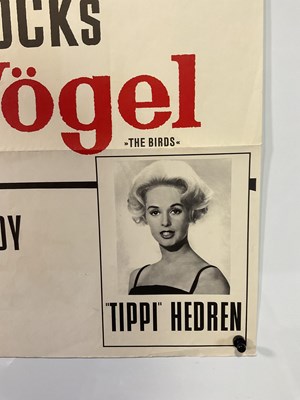 OCKS
Vögel
»THE BIRDS«
DY
"TIPPI" HEDREN